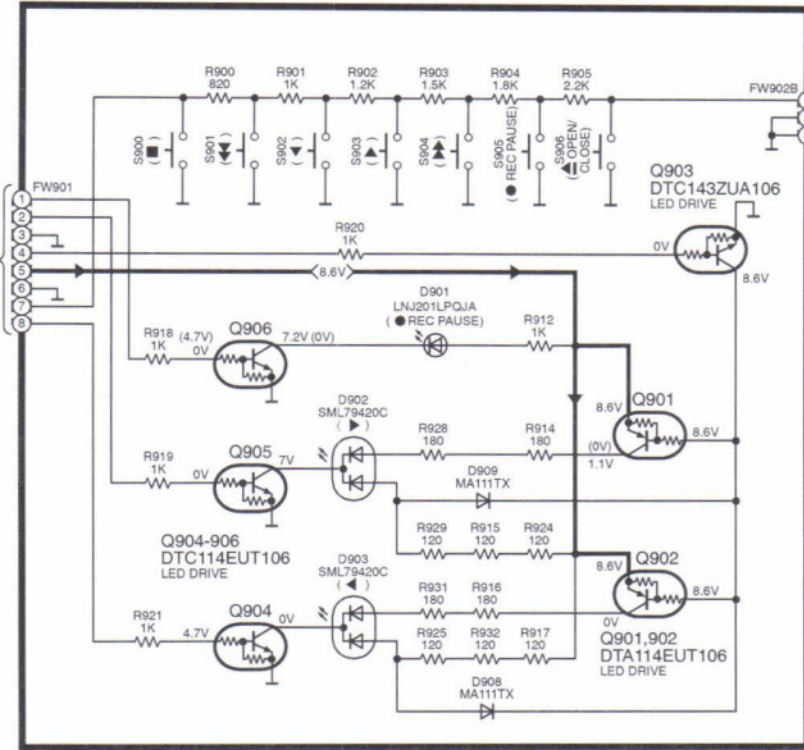 R900
820
R901
1K
R902
1.2K
R903
1.5K
R904
1.8K
R905
2.2K
FW902B
S900
(■)
S901
(◀◀)
S902
(◀)
S903
(▶)
S904
(▶▶)
S905
(● REC PAUSE)
S906
(▲ OPEN/
CLOSE)
Q903
DTC143ZUA106
LED DRIVE
FW901
1
2
3
4
5
6
7
8
R920
1K
0V
8.6V
(8.6V)
D901
LNJ201LPQJA
(● REC PAUSE)
R918
1K
(4.7V)
0V
Q906
7.2V (0V)
R912
1K
D902
SML79420C
(▶)
8.6V
Q901
8.6V
R919
1K
0V
Q905
7V
R928
180
R914
180
(0V)
1.1V
D909
MA111TX
Q904-906
DTC114EUT106
LED DRIVE
R929
120
R915
120
R924
120
D903
SML79420C
(◀)
8.6V
Q902
8.6V
R921
1K
4.7V
Q904
0V
R931
180
R916
180
0V
R925
120
R932
120
R917
120
Q901,902
DTA114EUT106
LED DRIVE
D908
MA111TX